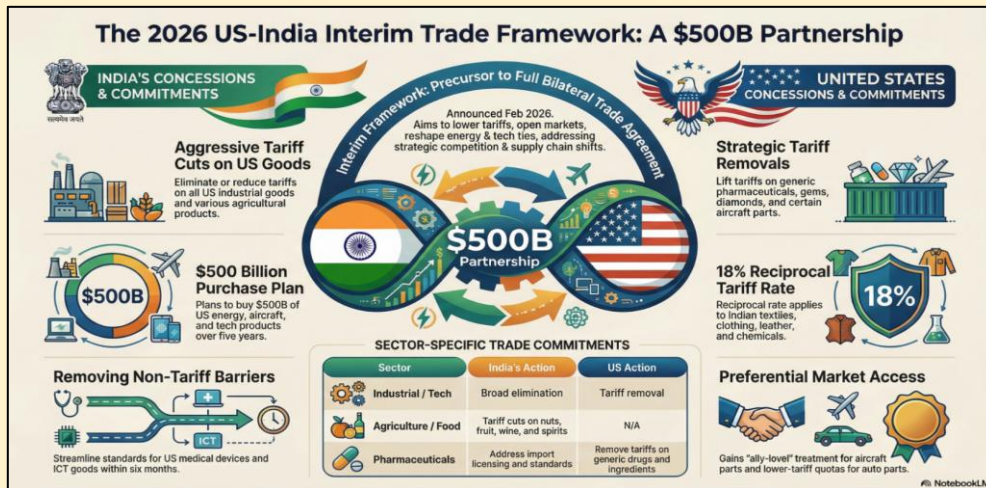 The 2026 US-India Interim Trade Framework: A $500B Partnership
सत्यमेव जयते
INDIA'S CONCESSIONS
& COMMITMENTS
Aggressive Tariff
Cuts on US Goods
Eliminate or reduce tariffs
on all US industrial goods
and various agricultural
products.
$500B
$500 Billion
Purchase Plan
Plans to buy $500B of
US energy, aircraft,
and tech products
over five years.
Removing Non-Tariff Barriers
ICT
Streamline standards for US medical devices and
ICT goods within six months.
Interim Framework: Precursor to Full Bilateral Trade Agreement
Announced Feb 2026.
Aims to lower tariffs, open markets,
reshape energy & tech ties, addressing
strategic competition & supply chain shifts.
$500B
Partnership
SECTOR-SPECIFIC TRADE COMMITMENTS
Sector India's Action US Action
Industrial / Tech Broad elimination Tariff removal
Agriculture / Food Tariff cuts on nuts, N/A
fruit, wine, and spirits
Pharmaceuticals Address import Remove tariffs on
licensing and standards generic drugs and
ingredients
UNITED STATES
CONCESSIONS & COMMITMENTS
Strategic Tariff
Removals
Lift tariffs on generic
pharmaceuticals, gems,
diamonds, and certain
aircraft parts.
18% Reciprocal
Tariff Rate
Reciprocal rate applies
to Indian textiles,
clothing, leather,
and chemicals.
18%
Preferential Market Access
Gains "ally-level" treatment for aircraft
parts and lower-tariff quotas for auto parts.
NotebookLM